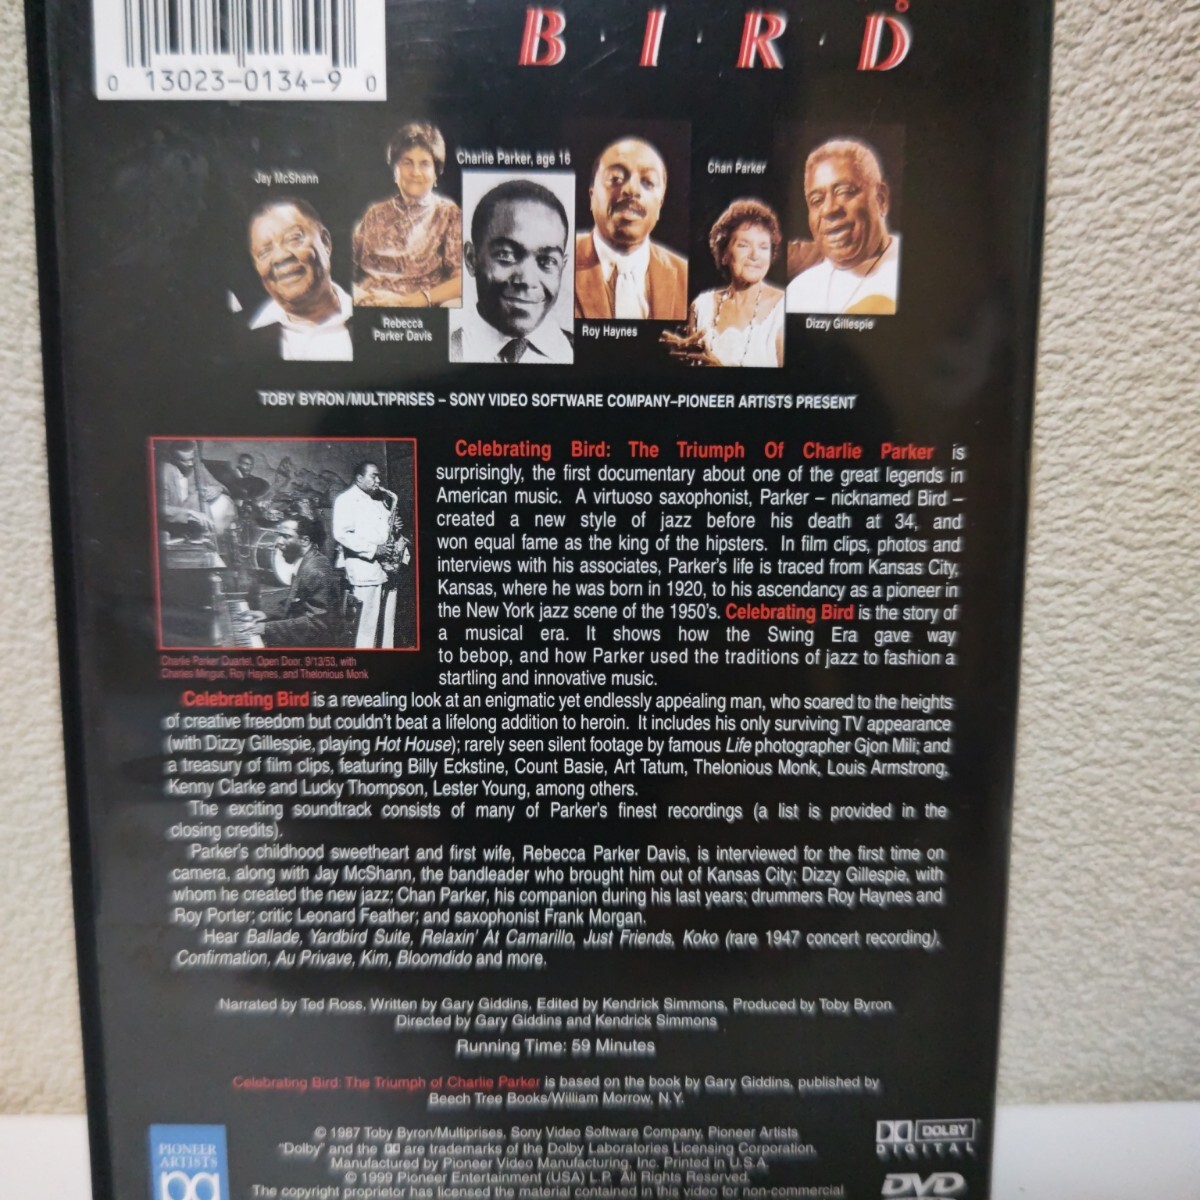 B·I·R·D
0 13023-0134-9 0
Jay McShann
Charlie Parker, age 16
Chan Parker
Rebecca
Parker Davis
Roy Haynes
Dizzy Gillespie
TOBY BYRON/MULTIPRISES – SONY VIDEO SOFTWARE COMPANY–PIONEER ARTISTS PRESENT
Celebrating Bird: The Triumph Of Charlie Parker is
surprisingly, the first documentary about one of the great legends in
American music. A virtuoso saxophonist, Parker – nicknamed Bird –
created a new style of jazz before his death at 34, and
won equal fame as the king of the hipsters. In film clips, photos and
interviews with his associates, Parker's life is traced from Kansas City,
Kansas, where he was born in 1920, to his ascendancy as a pioneer in
the New York jazz scene of the 1950's. Celebrating Bird is the story of
a musical era. It shows how the Swing Era gave way
to bebop, and how Parker used the traditions of jazz to fashion a
startling and innovative music.
Charlie Parker Quartet, Open Door, 9/13/53, with
Charles Mingus, Roy Haynes, and Thelonious Monk
Celebrating Bird is a revealing look at an enigmatic yet endlessly appealing man, who soared to the heights
of creative freedom but couldn't beat a lifelong addition to heroin. It includes his only surviving TV appearance
(with Dizzy Gillespie, playing Hot House); rarely seen silent footage by famous Life photographer Gjon Mili; and
a treasury of film clips, featuring Billy Eckstine, Count Basie, Art Tatum, Thelonious Monk, Louis Armstrong,
Kenny Clarke and Lucky Thompson, Lester Young, among others.
The exciting soundtrack consists of many of Parker's finest recordings (a list is provided in the
closing credits).
Parker's childhood sweetheart and first wife, Rebecca Parker Davis, is interviewed for the first time on
camera, along with Jay McShann, the bandleader who brought him out of Kansas City; Dizzy Gillespie, with
whom he created the new jazz; Chan Parker, his companion during his last years; drummers Roy Haynes and
Roy Porter; critic Leonard Feather; and saxophonist Frank Morgan.
Hear Ballade, Yardbird Suite, Relaxin' At Camarillo, Just Friends, Koko (rare 1947 concert recording),
Confirmation, Au Privave, Kim, Bloomdido and more.
Narrated by Ted Ross, Written by Gary Giddins, Edited by Kendrick Simmons, Produced by Toby Byron
Directed by Gary Giddins and Kendrick Simmons
Running Time: 59 Minutes
Celebrating Bird: The Triumph of Charlie Parker is based on the book by Gary Giddins, published by
Beech Tree Books/William Morrow, N.Y.
PIONEER
ARTISTS
© 1987 Toby Byron/Multiprises, Sony Video Software Company, Pioneer Artists
"Dolby" and the DD are trademarks of the Dolby Laboratories Licensing Corporation.
Manufactured by Pioneer Video Manufacturing, Inc. Printed in U.S.A.
© 1999 Pioneer Entertainment (USA) L.P. All Rights Reserved.
The copyright proprietor has licensed the material contained in this video for non-commercial
DOLBY
DIGITAL
DVD